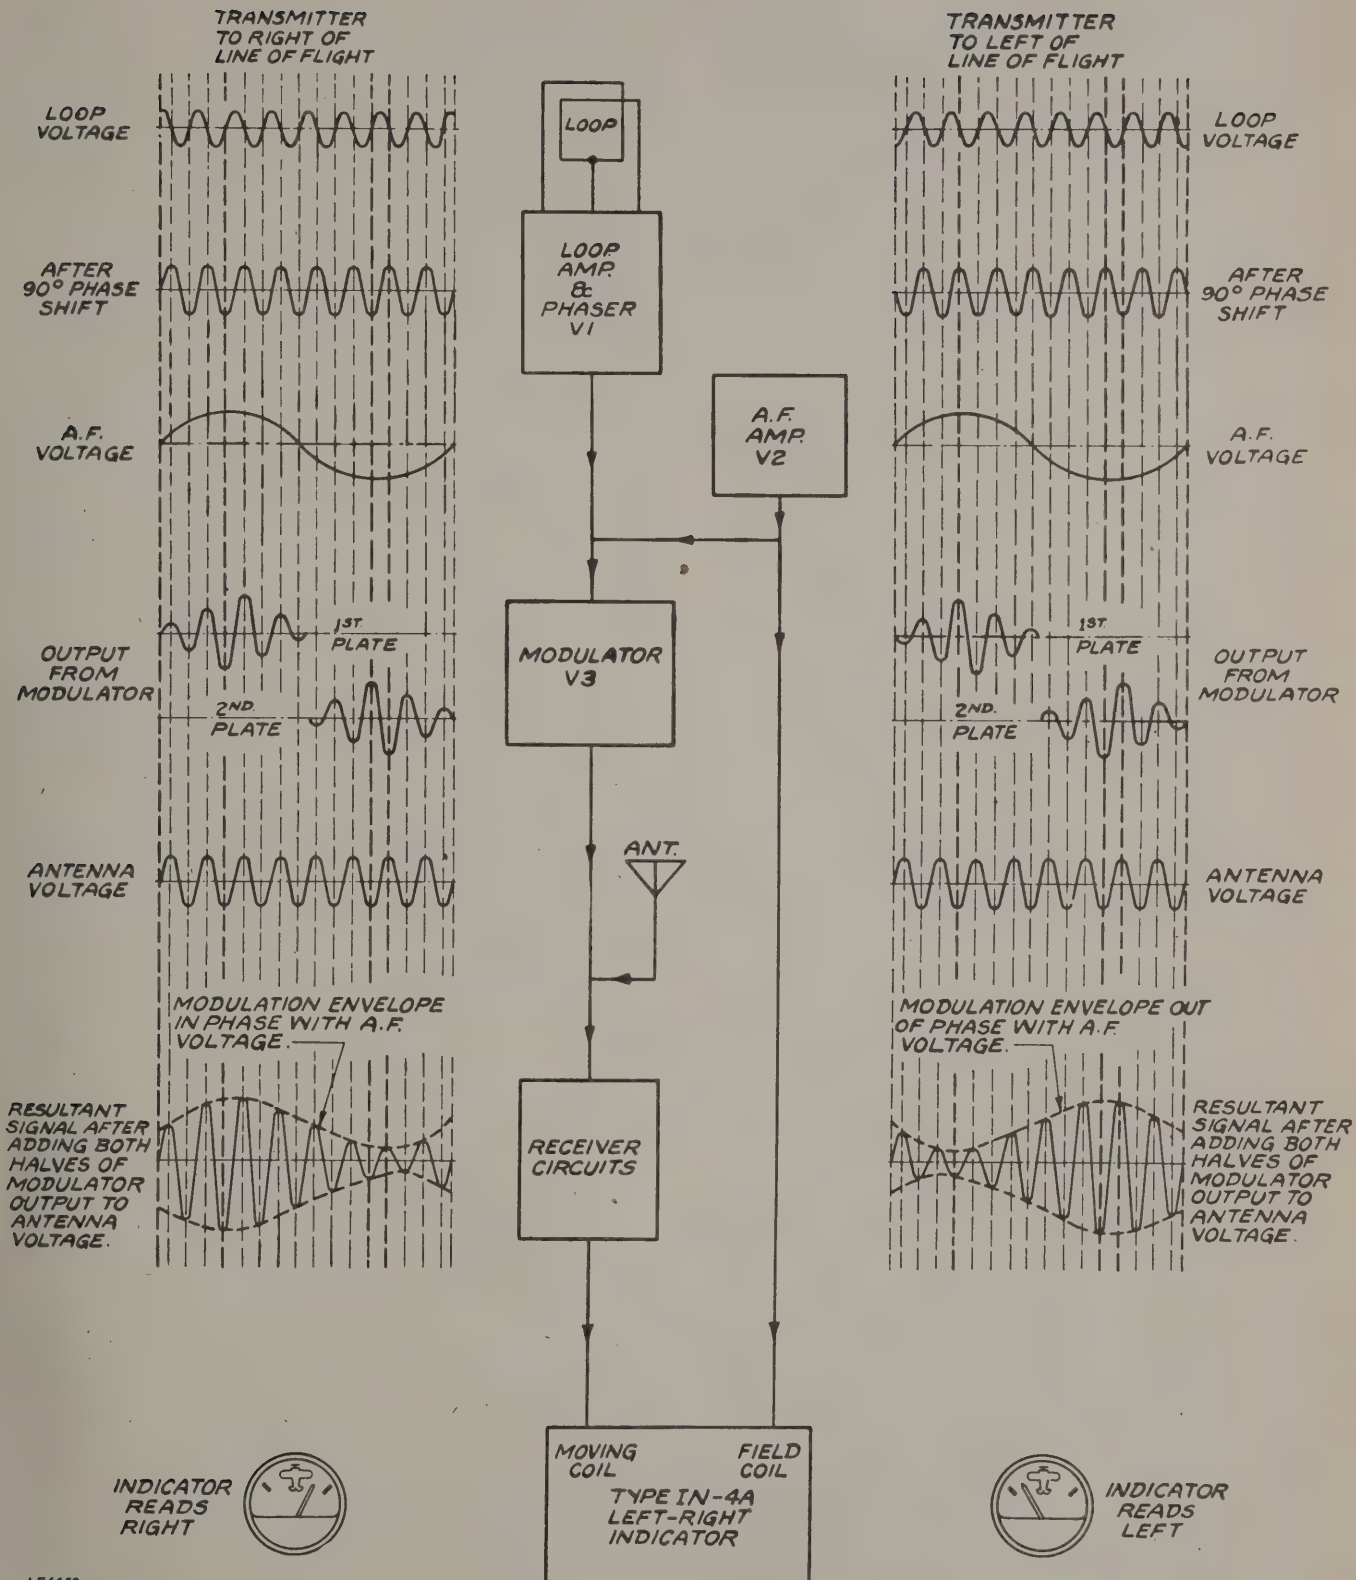 TRANSMITTER
TO RIGHT OF
LINE OF FLIGHT
TRANSMITTER
TO LEFT OF
LINE OF FLIGHT
LOOP
VOLTAGE
LOOP
LOOP
VOLTAGE
AFTER
90° PHASE
SHIFT
LOOP
AMP.
&
PHASER
V1
AFTER
90° PHASE
SHIFT
A.F.
VOLTAGE
A.F.
AMP.
V2
A.F.
VOLTAGE
OUTPUT
FROM
MODULATOR
1ST.
PLATE
2ND.
PLATE
MODULATOR
V3
1ST.
PLATE
2ND.
PLATE
OUTPUT
FROM
MODULATOR
ANTENNA
VOLTAGE
ANT.
ANTENNA
VOLTAGE
MODULATION ENVELOPE
IN PHASE WITH A.F.
VOLTAGE.
MODULATION ENVELOPE OUT
OF PHASE WITH A.F.
VOLTAGE.
RESULTANT
SIGNAL AFTER
ADDING BOTH
HALVES OF
MODULATOR
OUTPUT TO
ANTENNA
VOLTAGE.
RECEIVER
CIRCUITS
RESULTANT
SIGNAL AFTER
ADDING BOTH
HALVES OF
MODULATOR
OUTPUT TO
ANTENNA
VOLTAGE.
INDICATOR
READS
RIGHT
MOVING
COIL
FIELD
COIL
TYPE IN-4A
LEFT-RIGHT
INDICATOR
INDICATOR
READS
LEFT